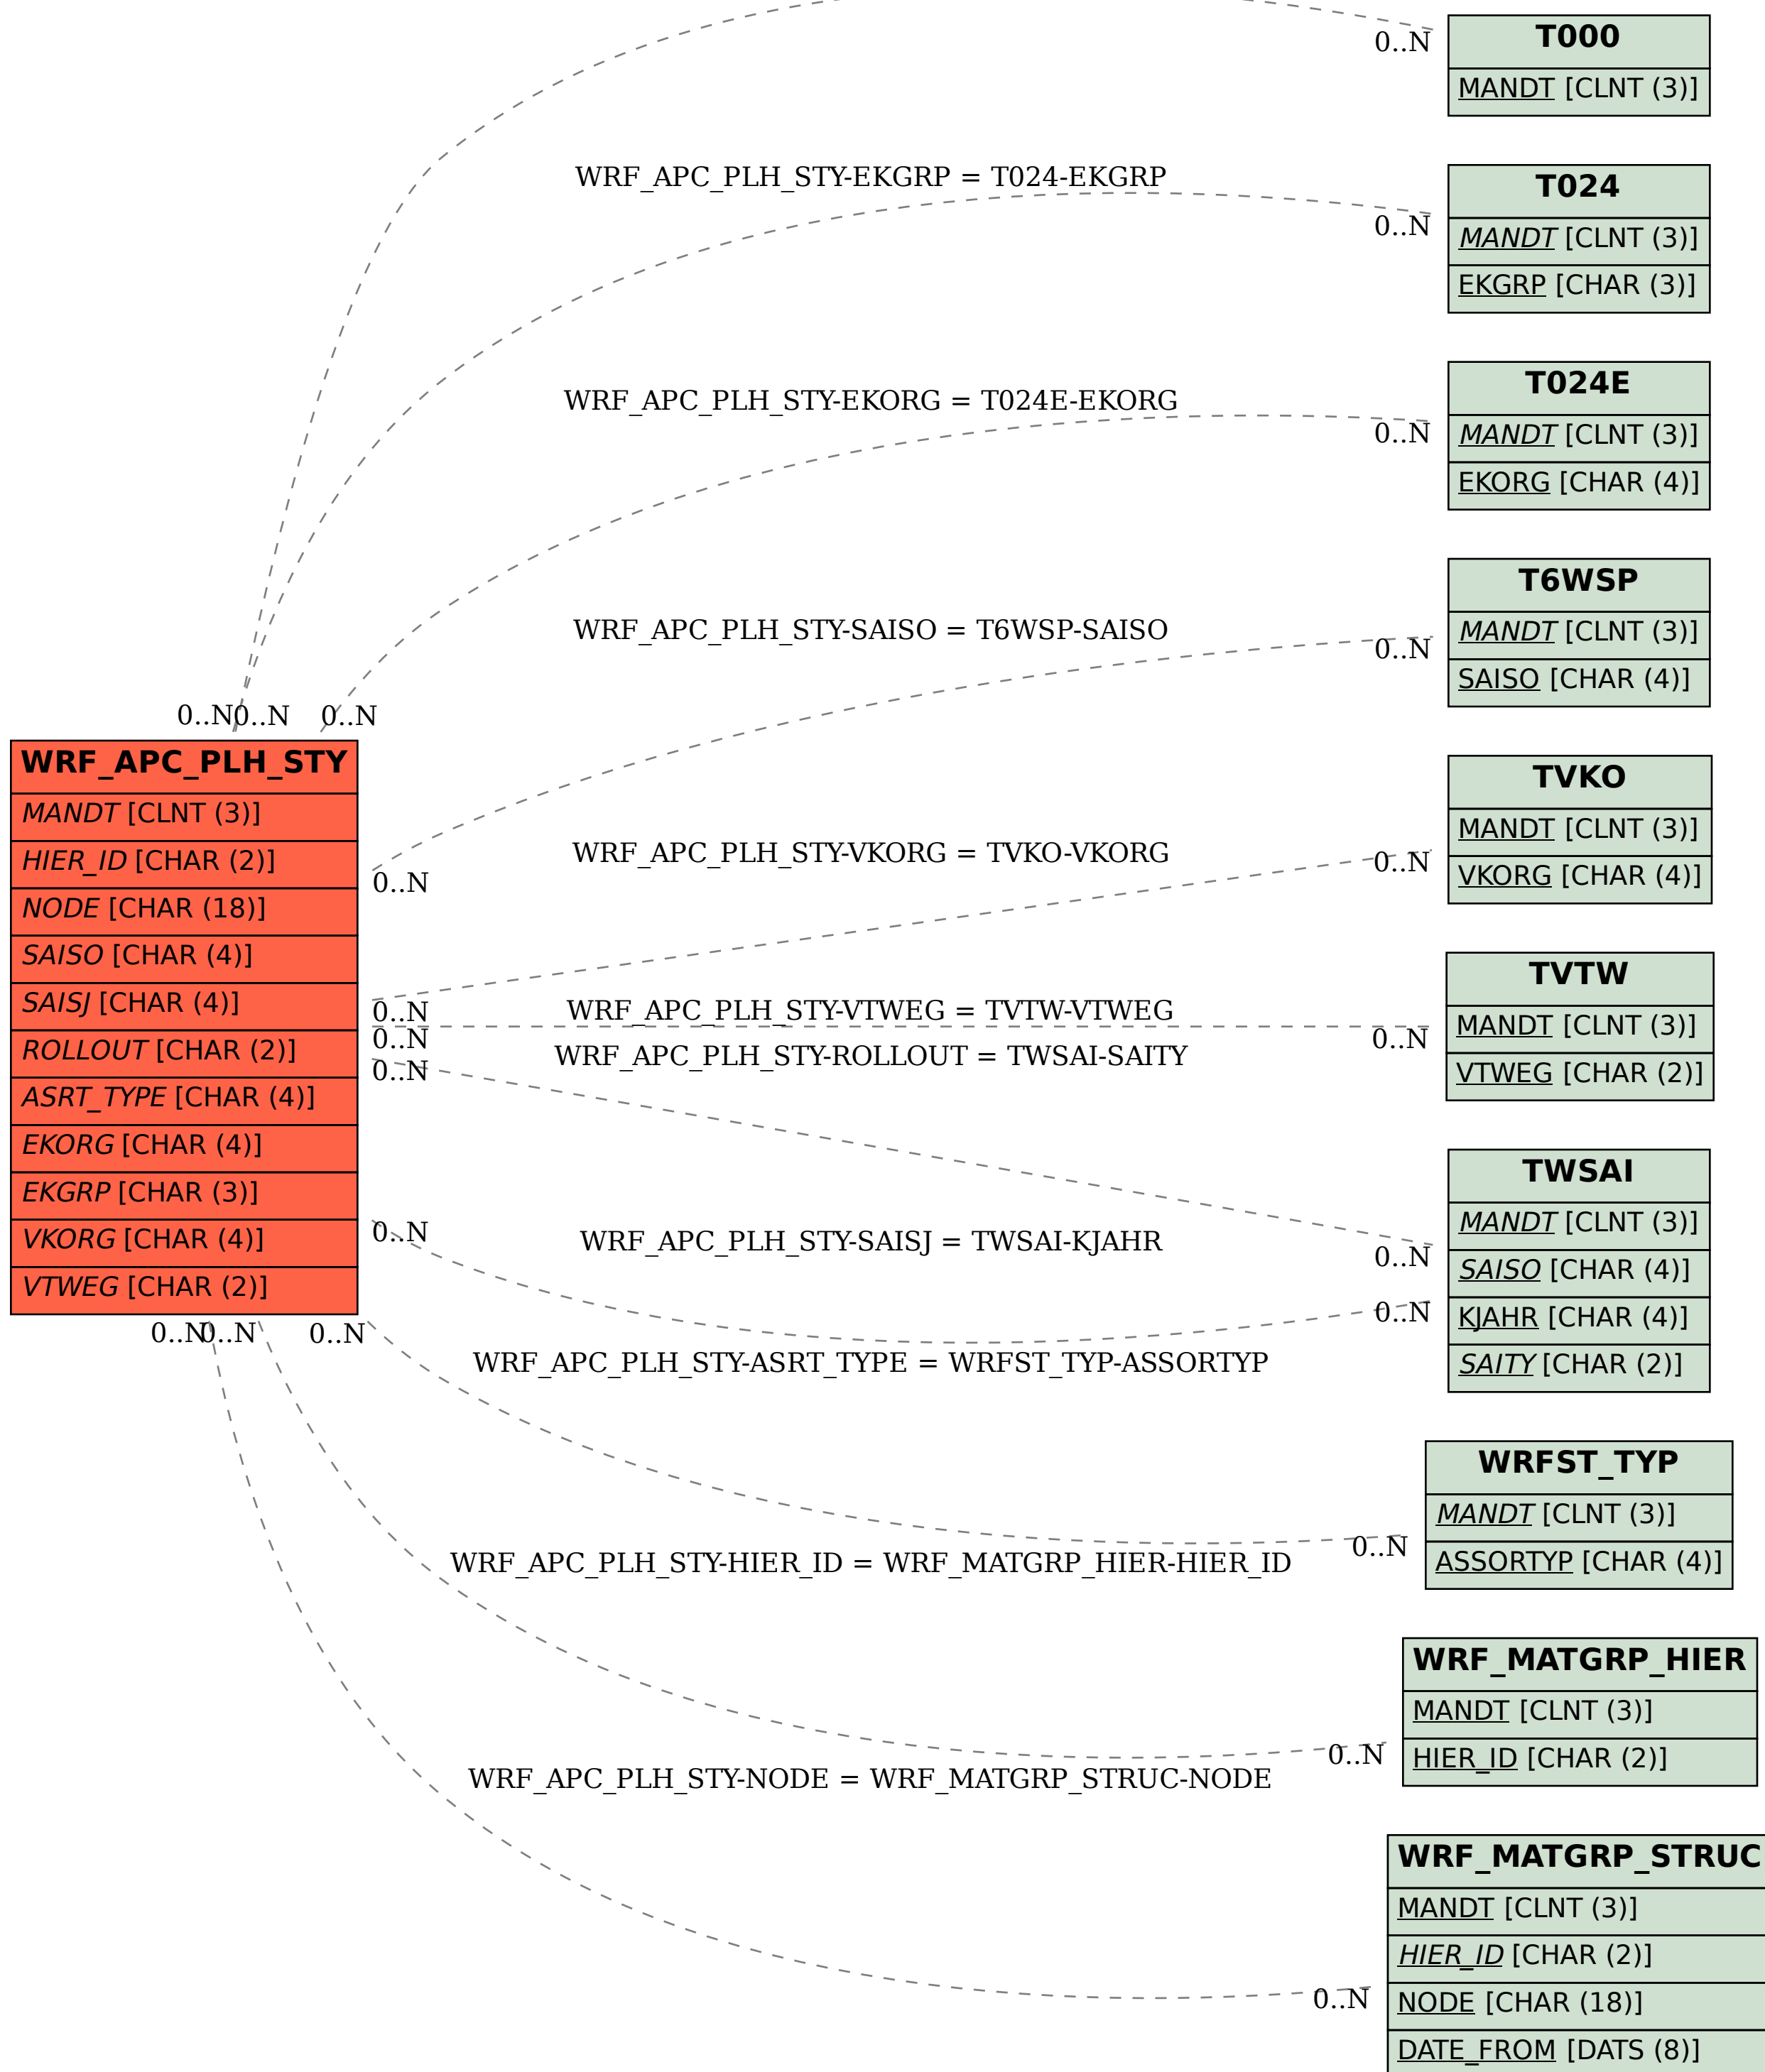 WRF_APC_PLH_STY
MANDT [CLNT (3)]
HIER_ID [CHAR (2)]
NODE [CHAR (18)]
SAISO [CHAR (4)]
SAISJ [CHAR (4)]
ROLLOUT [CHAR (2)]
ASRT_TYPE [CHAR (4)]
EKORG [CHAR (4)]
EKGRP [CHAR (3)]
VKORG [CHAR (4)]
VTWEG [CHAR (2)]
0..N
0..N
0..N
0..N
0..N
0..N
0..N
0..N
0..N
0..N
0..N
WRF_APC_PLH_STY-EKGRP = T024-EKGRP
WRF_APC_PLH_STY-EKORG = T024E-EKORG
WRF_APC_PLH_STY-SAISO = T6WSP-SAISO
WRF_APC_PLH_STY-VKORG = TVKO-VKORG
WRF_APC_PLH_STY-VTWEG = TVTW-VTWEG
WRF_APC_PLH_STY-ROLLOUT = TWSAI-SAITY
WRF_APC_PLH_STY-SAISJ = TWSAI-KJAHR
WRF_APC_PLH_STY-ASRT_TYPE = WRFST_TYP-ASSORTYP
WRF_APC_PLH_STY-HIER_ID = WRF_MATGRP_HIER-HIER_ID
WRF_APC_PLH_STY-NODE = WRF_MATGRP_STRUC-NODE
0..N
0..N
0..N
0..N
0..N
0..N
0..N
0..N
0..N
0..N
0..N
T000
MANDT [CLNT (3)]
T024
MANDT [CLNT (3)]
EKGRP [CHAR (3)]
T024E
MANDT [CLNT (3)]
EKORG [CHAR (4)]
T6WSP
MANDT [CLNT (3)]
SAISO [CHAR (4)]
TVKO
MANDT [CLNT (3)]
VKORG [CHAR (4)]
TVTW
MANDT [CLNT (3)]
VTWEG [CHAR (2)]
TWSAI
MANDT [CLNT (3)]
SAISO [CHAR (4)]
KJAHR [CHAR (4)]
SAITY [CHAR (2)]
WRFST_TYP
MANDT [CLNT (3)]
ASSORTYP [CHAR (4)]
WRF_MATGRP_HIER
MANDT [CLNT (3)]
HIER_ID [CHAR (2)]
WRF_MATGRP_STRUC
MANDT [CLNT (3)]
HIER_ID [CHAR (2)]
NODE [CHAR (18)]
DATE_FROM [DATS (8)]